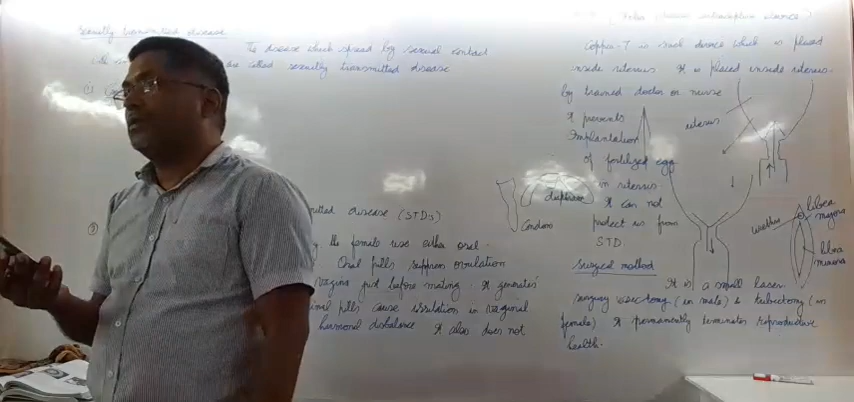 Sexually transmitted disease
The disease which spread by sexual contact
are called sexually transmitted disease
(1)
mitted disease (STDs)
the female use either oral.
Oral pills suppress ovulation
vagina just before mating. It generates
pills cause irritation in vaginal
hormonal disbalance It also does not
Condom
Copper-T is such device which is placed
inside uterus It is placed inside uterus.
by trained doctor or nurse
It prevents
Implantation
of fertilized egg
in uterus
It can not
protect us from
STD.
uterus
Surgical method
It is a small laser
surgery vasectomy (in male) & tubectomy (in
female) It permanently terminates reproductive
health.
urethra
libea
majora
libea
minora